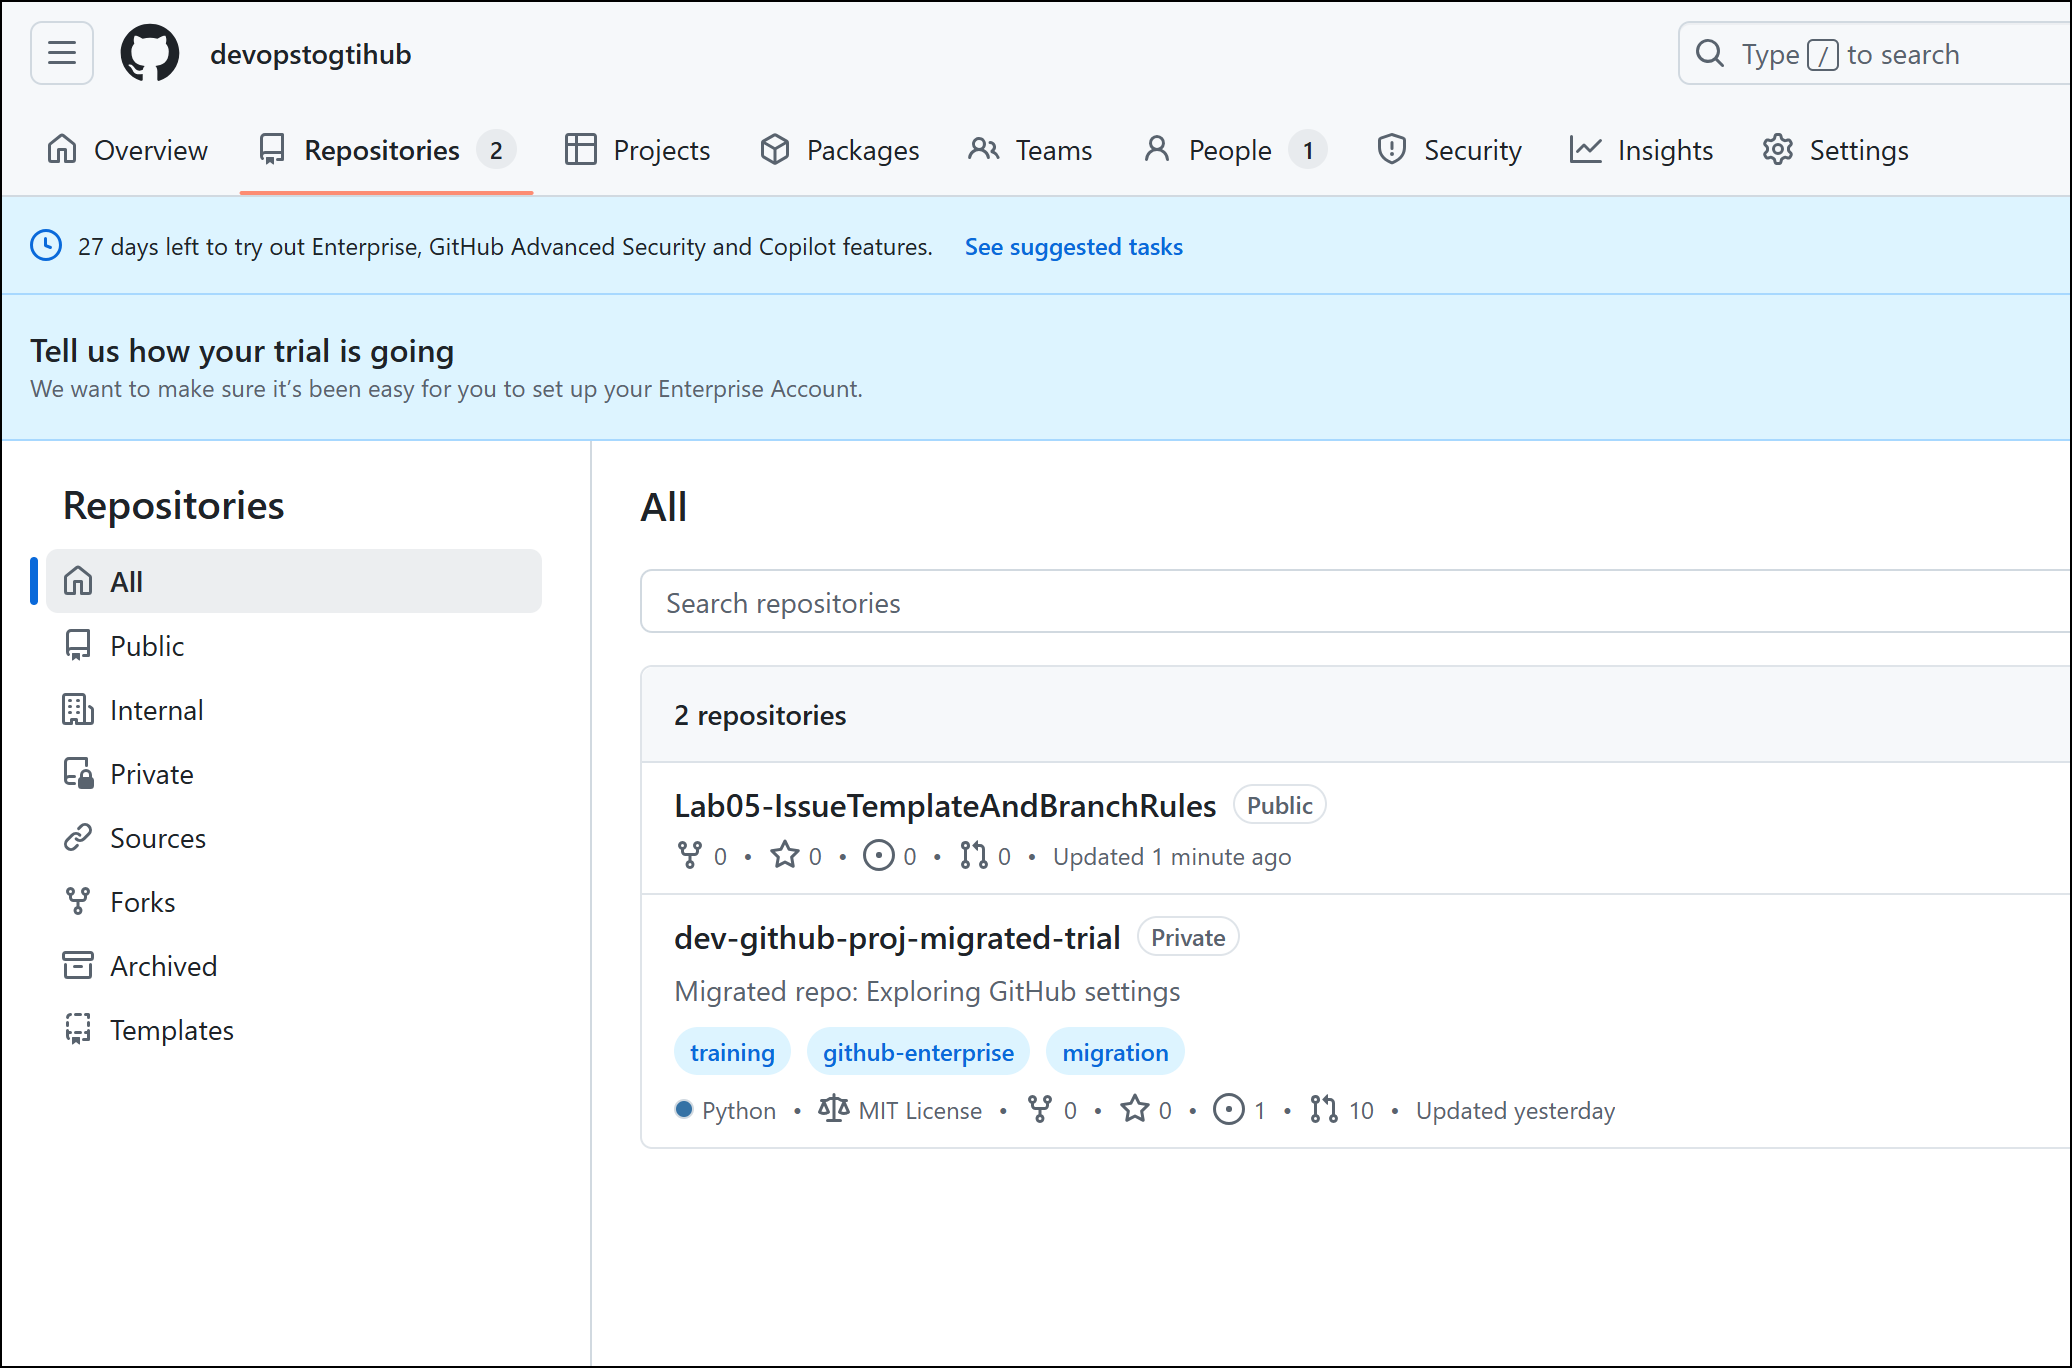 devopstogtihub
Type / to search
Overview
Repositories 2
Projects
Packages
Teams
People 1
Security
Insights
Settings
27 days left to try out Enterprise, GitHub Advanced Security and Copilot features. See suggested tasks
Tell us how your trial is going
We want to make sure it’s been easy for you to set up your Enterprise Account.
Repositories
All
Public
Internal
Private
Sources
Forks
Archived
Templates
All
Search repositories
2 repositories
Lab05-IssueTemplateAndBranchRules Public
0 • 0 • 0 • 0 • Updated 1 minute ago
dev-github-proj-migrated-trial Private
Migrated repo: Exploring GitHub settings
training github-enterprise migration
Python • MIT License • 0 • 0 • 1 • 10 • Updated yesterday